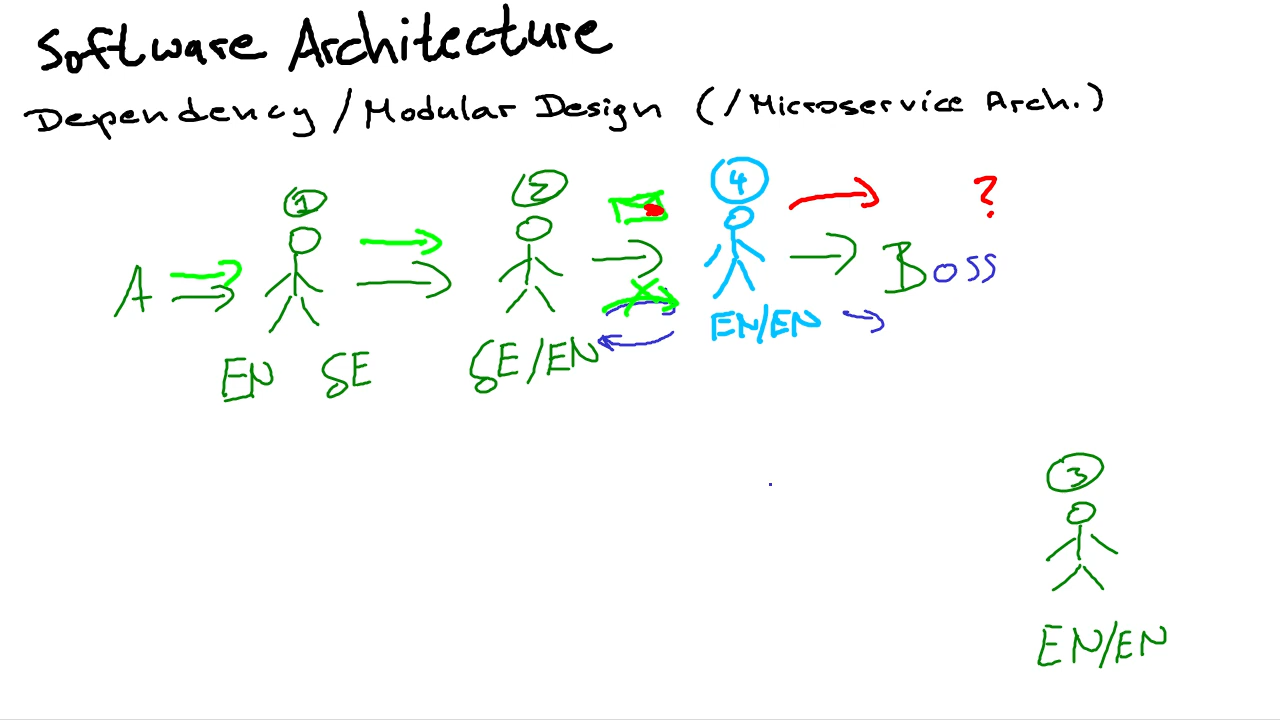 Software Architecture
Dependency / Modular Design (/Microservice Arch.)
1 2 4 ?
A Boss
EN SE SE/EN EN/EN
3
EN/EN